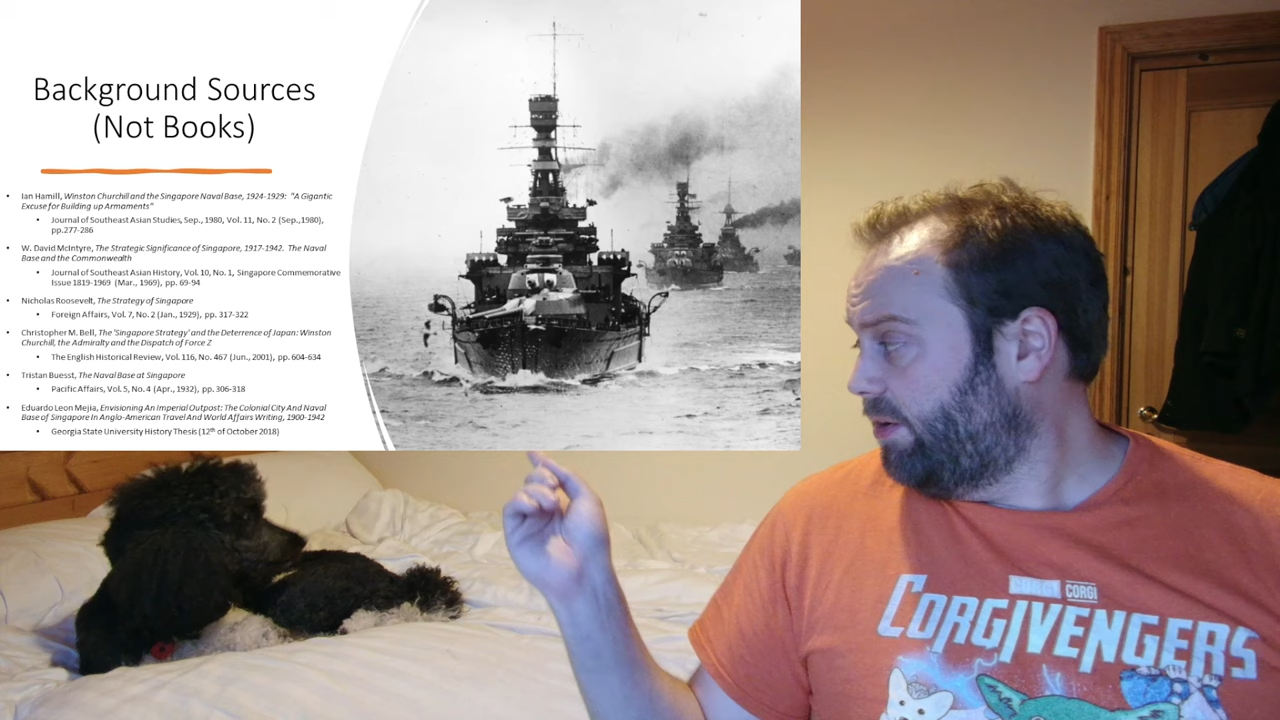 Background Sources
(Not Books)
• Ian Hamill, Winston Churchill and the Singapore Naval Base, 1924-1929: "A Gigantic
Excuse for Building up Armaments"
• Journal of Southeast Asian Studies, Sep., 1980, Vol. 11, No. 2 (Sep.,1980),
pp.277-286
• W. David McIntyre, The Strategic Significance of Singapore, 1917-1942. The Naval
Base and the Commonwealth
• Journal of Southeast Asian History, Vol. 10, No. 1, Singapore Commemorative
Issue 1819-1969 (Mar., 1969), pp. 69-94
• Nicholas Roosevelt, The Strategy of Singapore
• Foreign Affairs, Vol. 7, No. 2 (Jan., 1929), pp. 317-322
• Christopher M. Bell, The 'Singapore Strategy' and the Deterrence of Japan: Winston
Churchill, the Admiralty and the Dispatch of Force Z
• The English Historical Review, Vol. 116, No. 467 (Jun., 2001), pp. 604-634
• Tristan Buesst, The Naval Base at Singapore
• Pacific Affairs, Vol. 5, No. 4 (Apr., 1932), pp. 306-318
• Eduardo Leon Mejia, Envisioning An Imperial Outpost: The Colonial City And Naval
Base of Singapore In Anglo-American Travel And World Affairs Writing, 1900-1942
• Georgia State University History Thesis (12th of October 2018)
CORGI CORGI
CORGIVENGERS